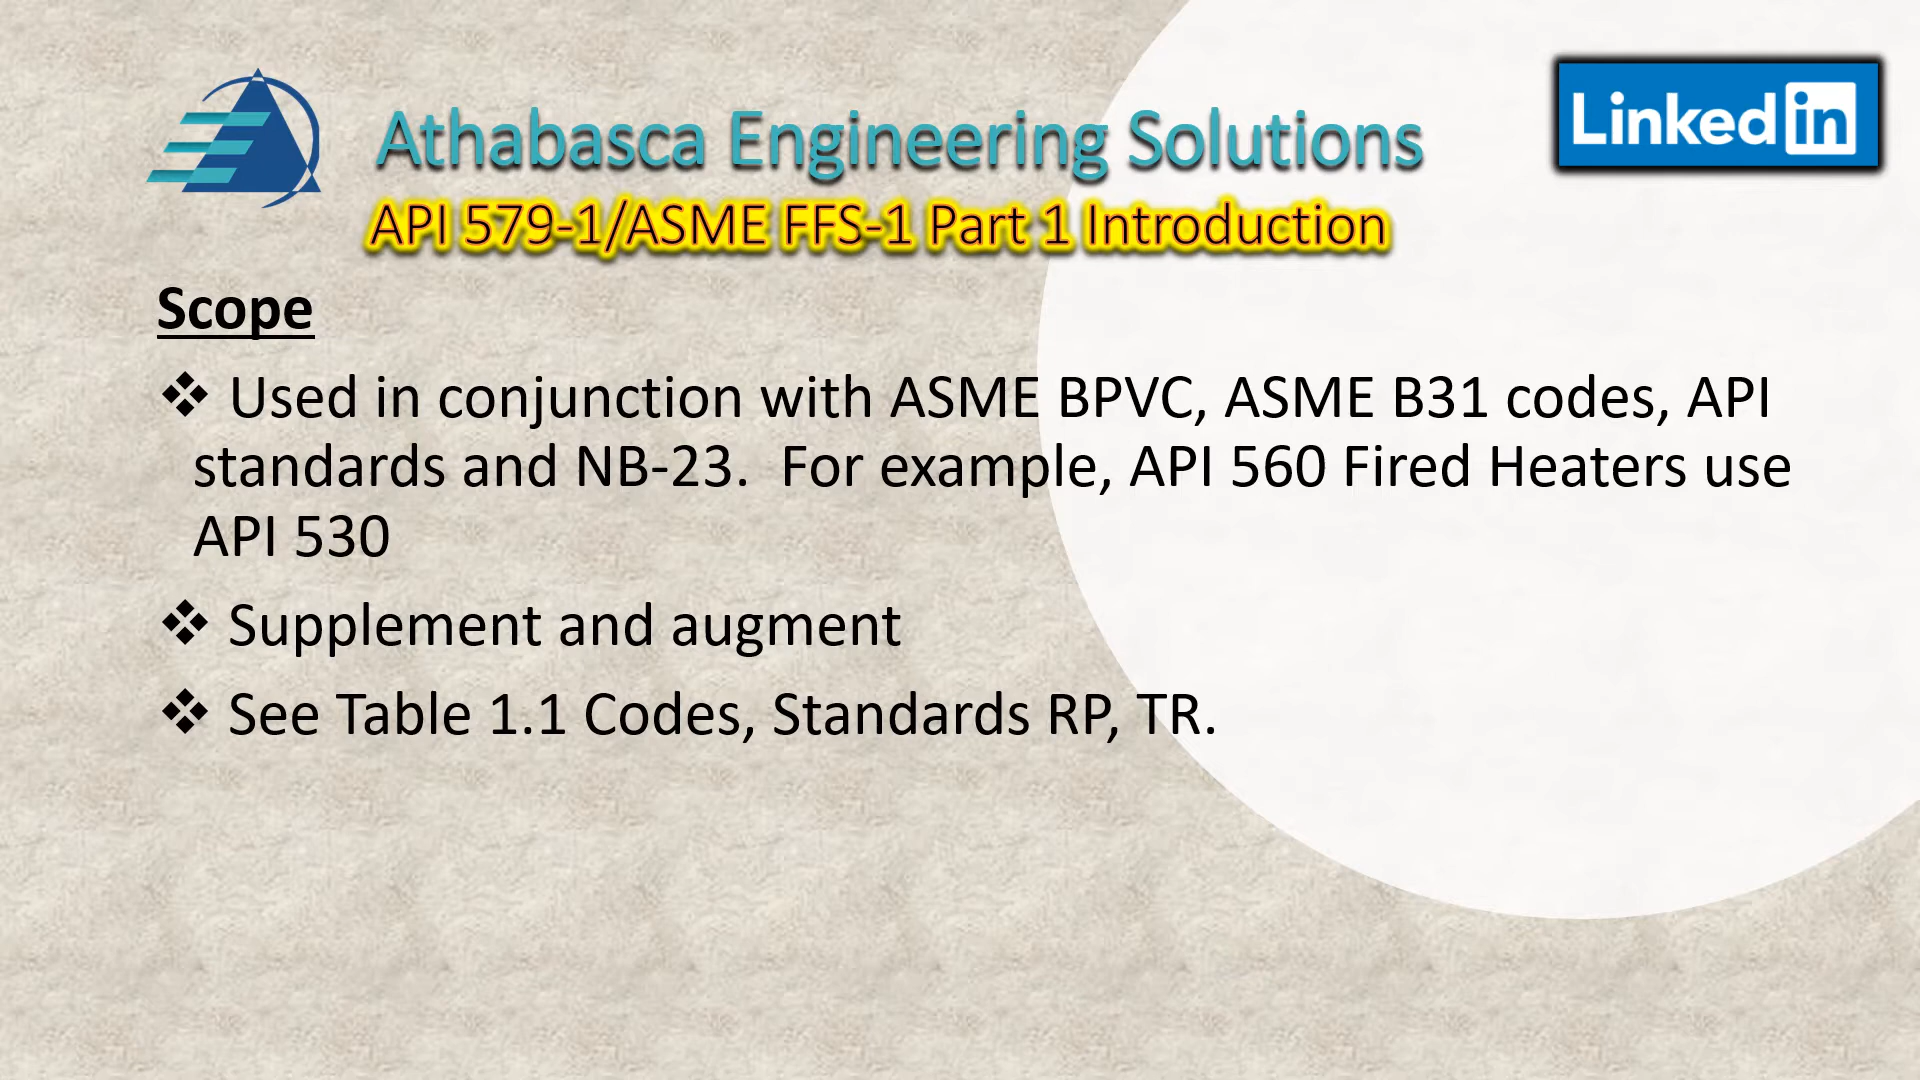 Athabasca Engineering Solutions
LinkedIn
API 579-1/ASME FFS-1 Part 1 Introduction
Scope
❖ Used in conjunction with ASME BPVC, ASME B31 codes, API
standards and NB-23.  For example, API 560 Fired Heaters use
API 530
❖ Supplement and augment
❖ See Table 1.1 Codes, Standards RP, TR.